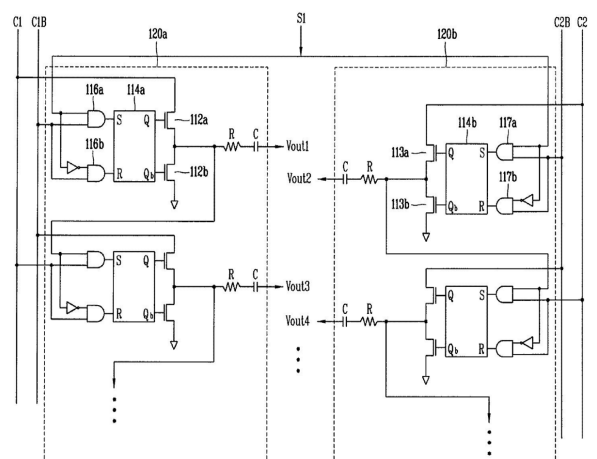 C1 C1B 120a S1 120b C2B C2
116a 114a 117a
S Q 112a 114b
R C 113a Q S
Vout1
116b 112b C R 117b
R Qb Vout2 113b Qb R
S Q
R C Vout3
R Qb C R Q S
Vout4
Qb R